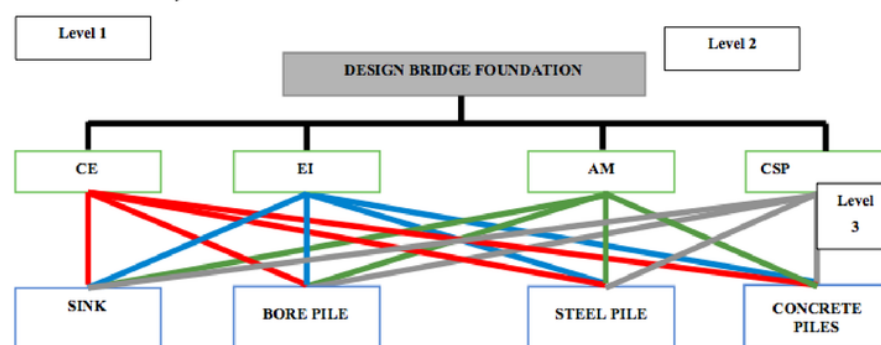 Level 1
Level 2
DESIGN BRIDGE FOUNDATION
CE
EI
AM
CSP
Level
3
SINK
BORE PILE
STEEL PILE
CONCRETE
PILES